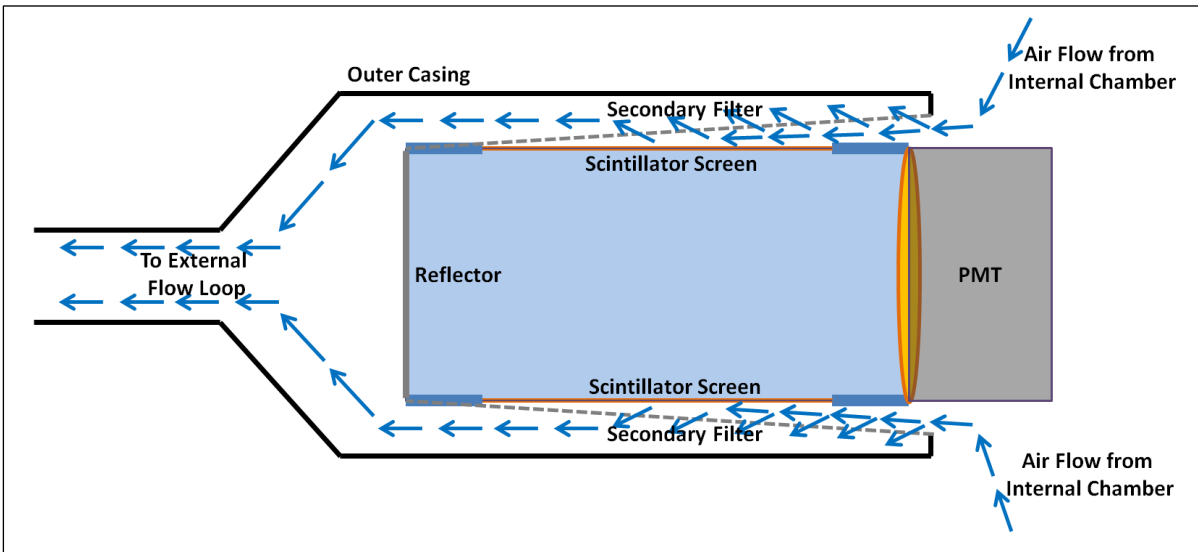 Air Flow from
Internal Chamber
Outer Casing
Secondary Filter
Scintillator Screen
To External
Flow Loop
Reflector
PMT
Scintillator Screen
Secondary Filter
Air Flow from
Internal Chamber